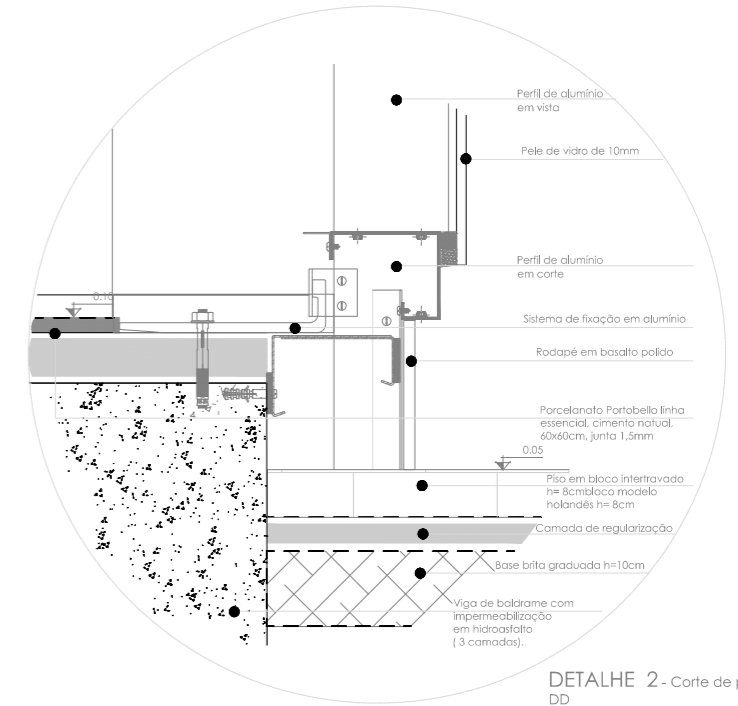 Perfil de alumínio
em vista
Pele de vidro de 10mm
Perfil de alumínio
em corte
0.10
Sistema de fixação em alumínio
Rodapé em basalto polido
Porcelanato Portobello linha
essencial, cimento natual,
60x60cm, junta 1,5mm
0.05
Piso em bloco intertravado
h= 8cmbloco modelo
holandês h= 8cm
Camada de regularização
Base brita graduada h=10cm
Viga de baldrame com
impermeabilização
em hidroasfalto
( 3 camadas).
DETALHE 2 - Corte de
DD